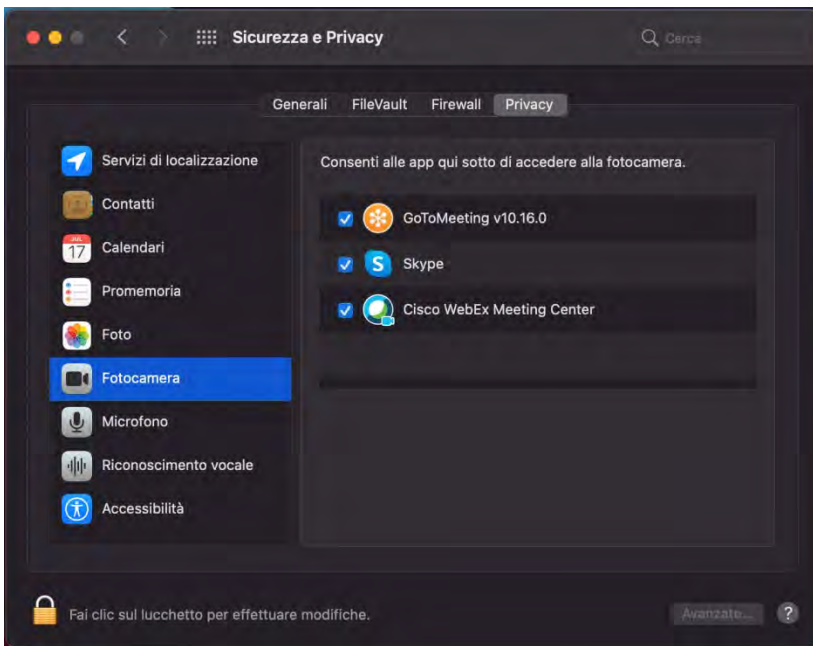 Sicurezza e Privacy
Cerca
Generali FileVault Firewall Privacy
Servizi di localizzazione
Contatti
JUL
17
Calendari
Promemoria
Foto
Fotocamera
Microfono
Riconoscimento vocale
Accessibilità
Consenti alle app qui sotto di accedere alla fotocamera.
GoToMeeting v10.16.0
S
Skype
Cisco WebEx Meeting Center
Fai clic sul lucchetto per effettuare modifiche.
Avanzate...
?